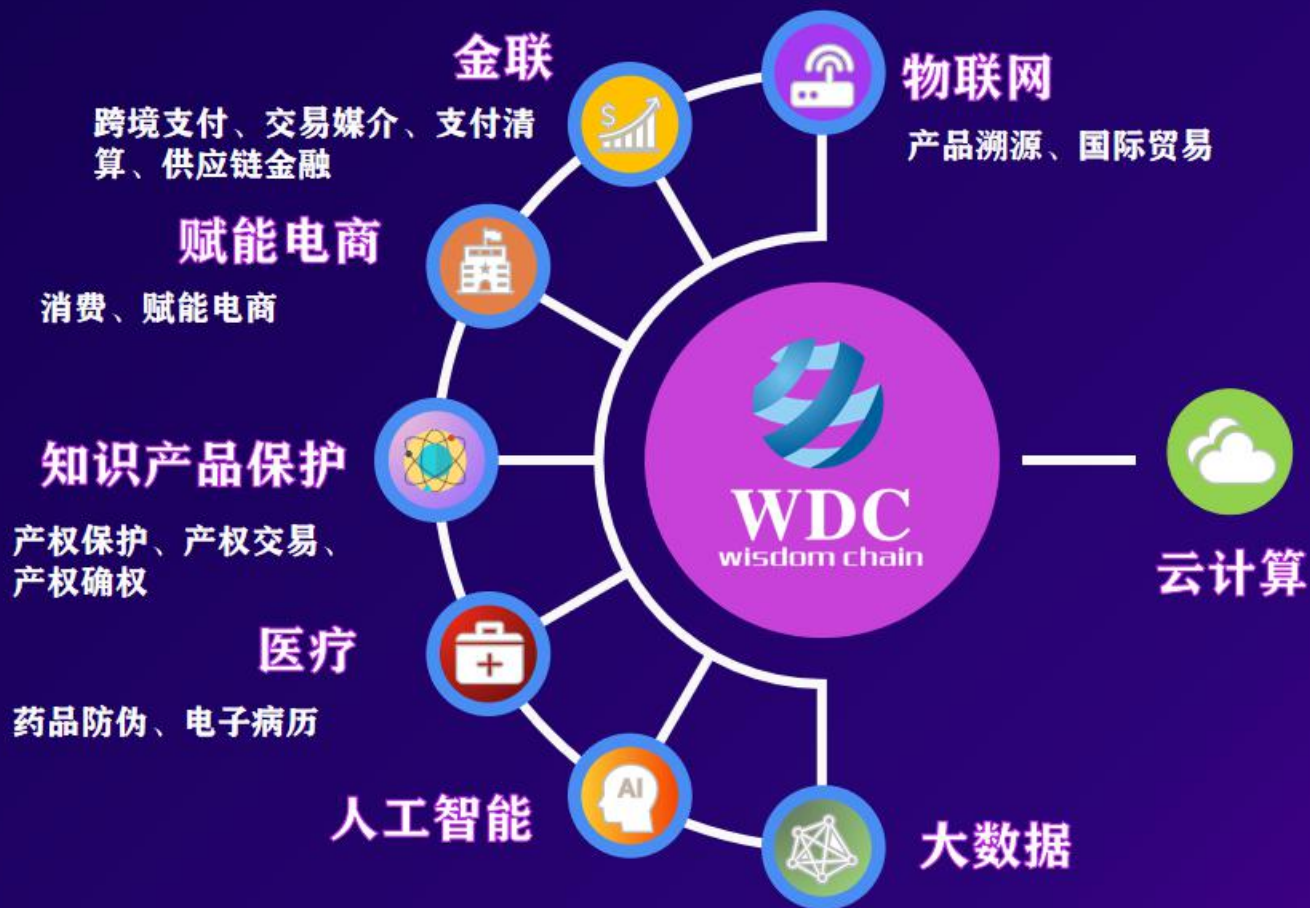 金联
物联网
跨境支付、交易媒介、支付清
算、供应链金融
产品溯源、国际贸易
$
赋能电商
消费、赋能电商
知识产品保护
产权保护、产权交易、
产权确权
WDC
wisdom chain
云计算
医疗
药品防伪、电子病历
AI
人工智能
大数据